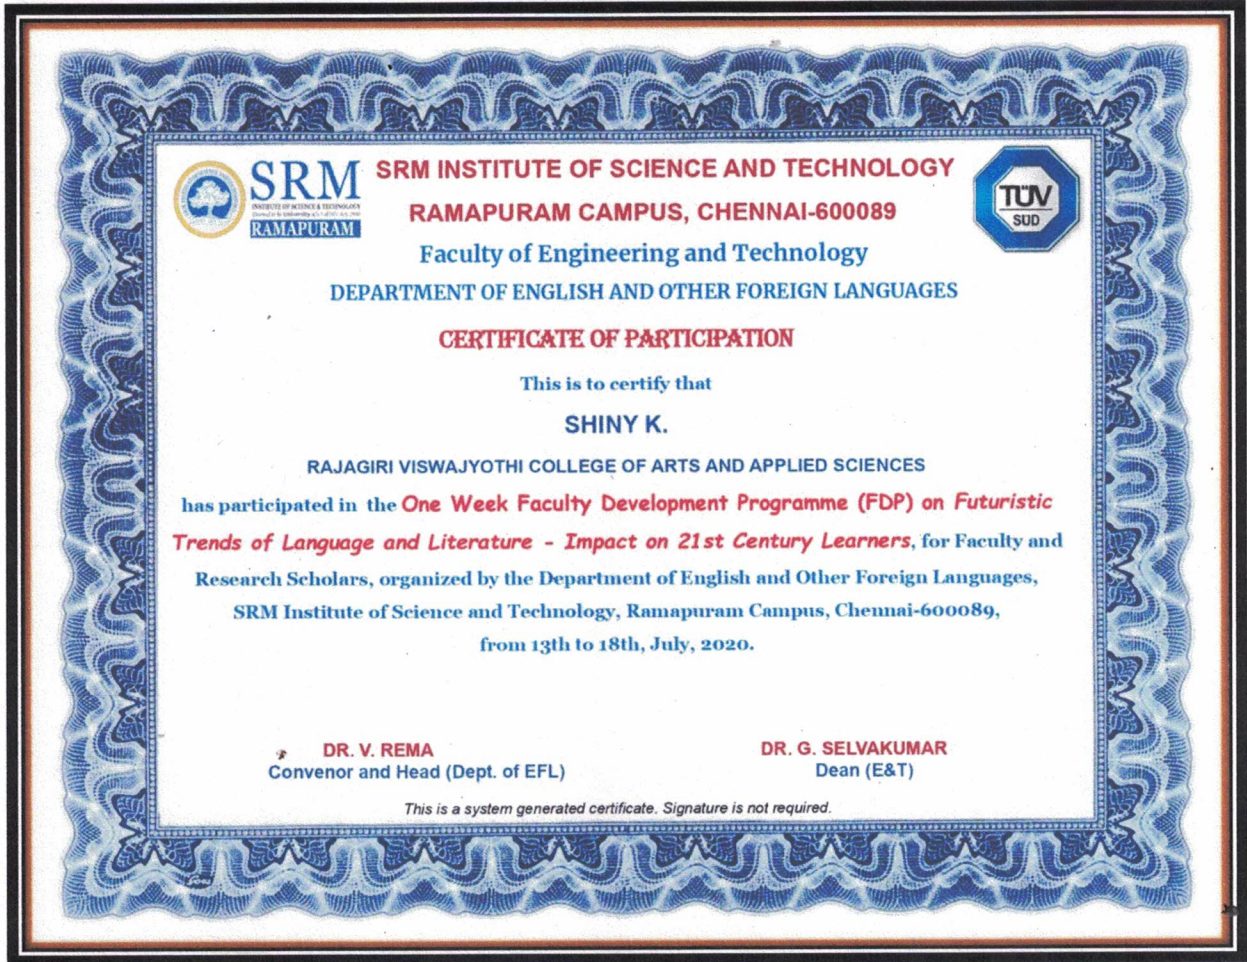 SRM
INSTITUTE OF SCIENCE & TECHNOLOGY
RAMAPURAM
SRM INSTITUTE OF SCIENCE AND TECHNOLOGY
RAMAPURAM CAMPUS, CHENNAI-600089
TÜV
SÜD
Faculty of Engineering and Technology
DEPARTMENT OF ENGLISH AND OTHER FOREIGN LANGUAGES
CERTIFICATE OF PARTICIPATION
This is to certify that
SHINY K.
RAJAGIRI VISWAJYOTHI COLLEGE OF ARTS AND APPLIED SCIENCES
has participated in the One Week Faculty Development Programme (FDP) on Futuristic
Trends of Language and Literature - Impact on 21st Century Learners, for Faculty and
Research Scholars, organized by the Department of English and Other Foreign Languages,
SRM Institute of Science and Technology, Ramapuram Campus, Chennai-600089,
from 13th to 18th, July, 2020.
DR. V. REMA
Convenor and Head (Dept. of EFL)
DR. G. SELVAKUMAR
Dean (E&T)
This is a system generated certificate. Signature is not required.